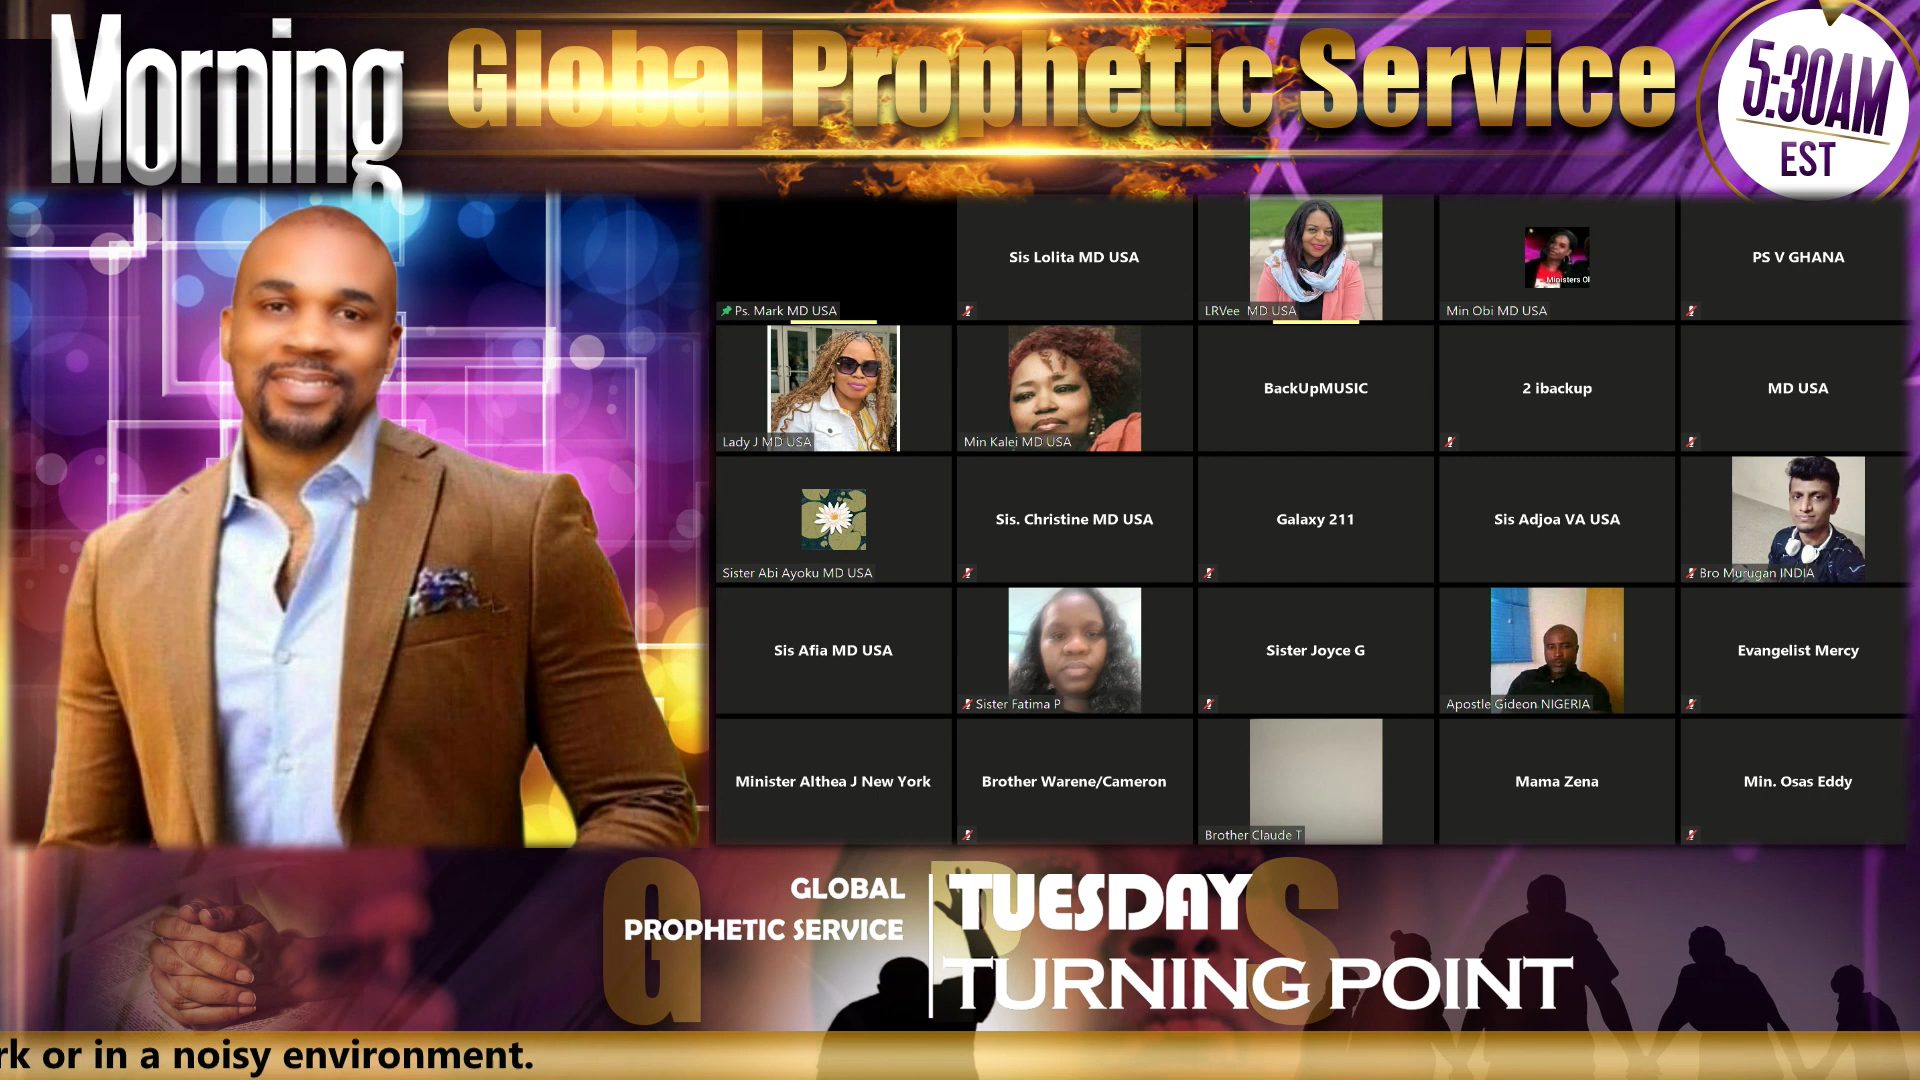 Morning
Global Prophetic Service
5:30AM
EST
Ps. Mark MD USA
Sis Lolita MD USA
LRVee MD USA
Ministers Of
Min Obi MD USA
PS V GHANA
Lady J MD USA
Min Kalei MD USA
BackUpMUSIC
2 ibackup
MD USA
Sister Abi Ayoku MD USA
Sis. Christine MD USA
Galaxy 211
Sis Adjoa VA USA
Bro Murugan INDIA
Sis Afia MD USA
Sister Fatima P
Sister Joyce G
Apostle Gideon NIGERIA
Evangelist Mercy
Minister Althea J New York
Brother Warene/Cameron
Brother Claude T
Mama Zena
Min. Osas Eddy
G P S
GLOBAL
PROPHETIC SERVICE
TUESDAY
TURNING POINT
rk or in a noisy environment.